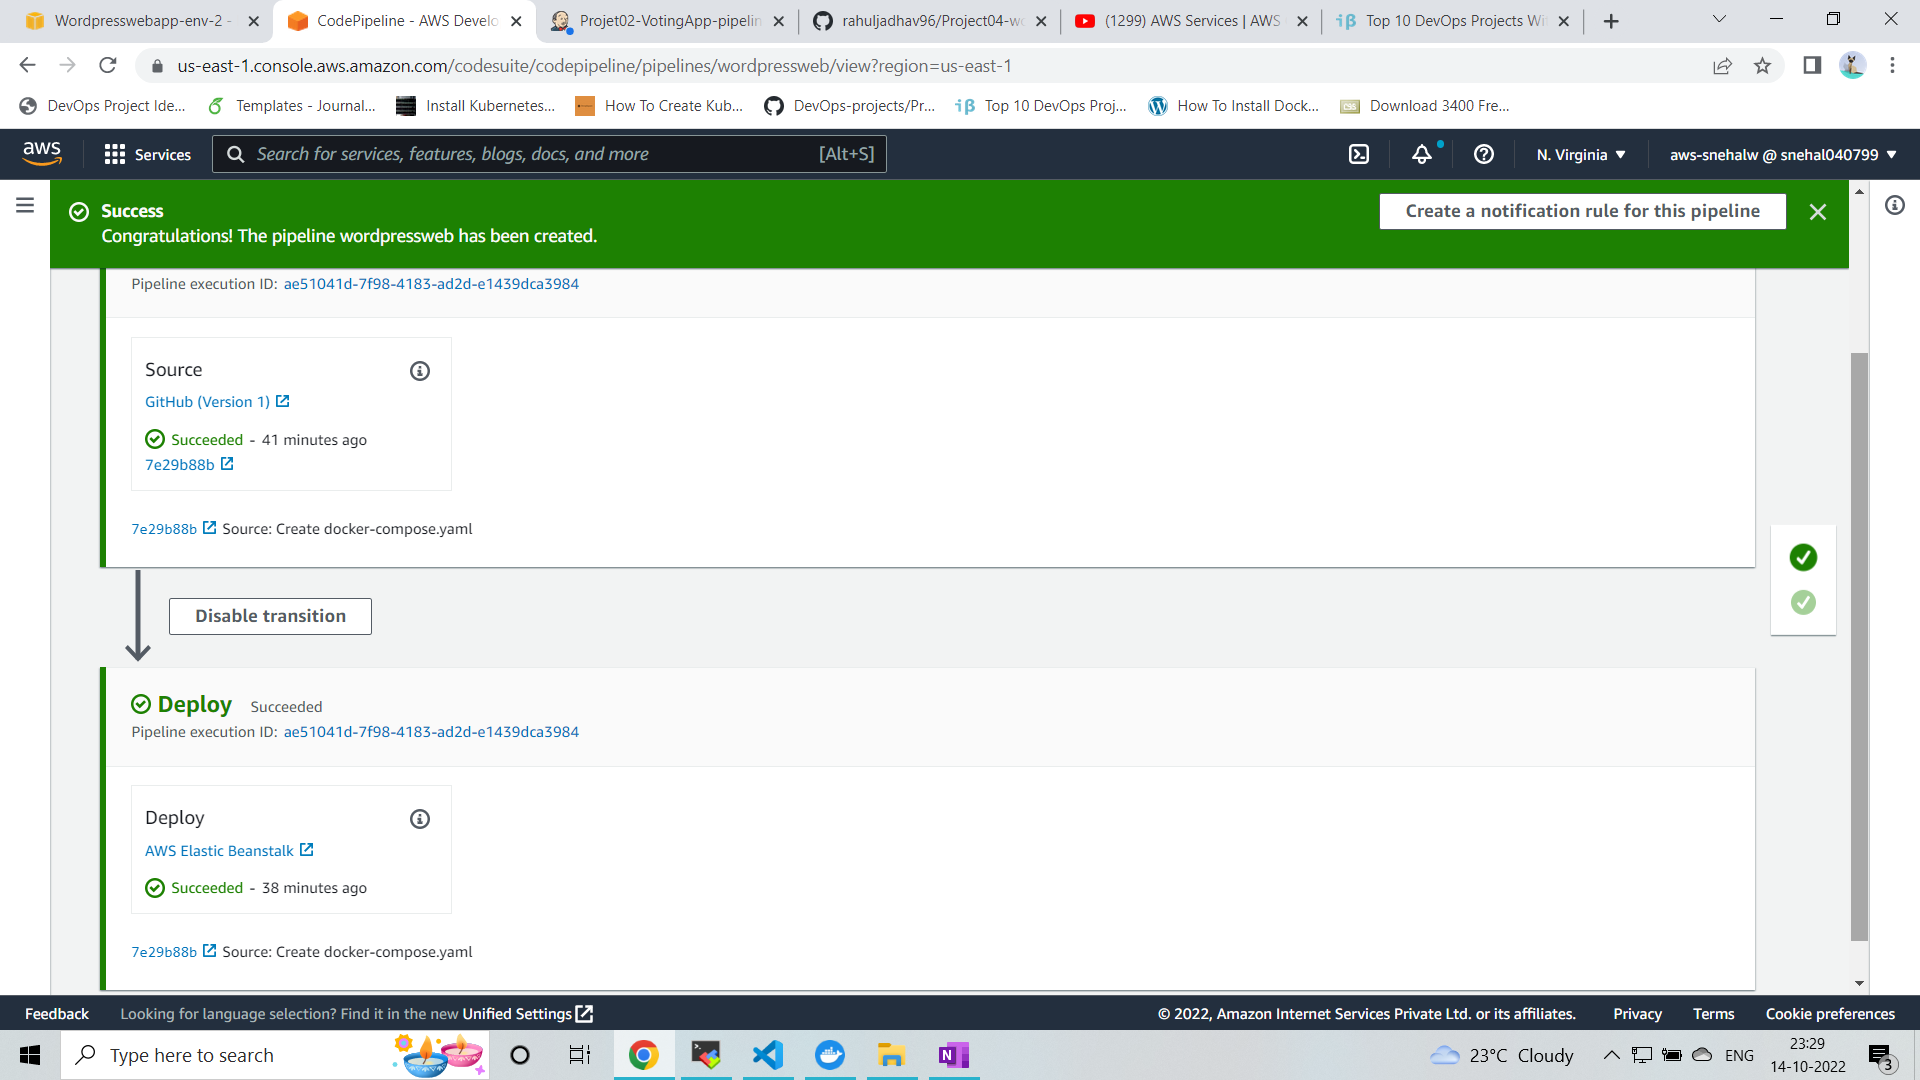 Wordpresswebapp-env-2 -
CodePipeline - AWS Develo
Projet02-VotingApp-pipelin
rahuljadhav96/Project04-wo
(1299) AWS Services | AWS
Top 10 DevOps Projects Wit
us-east-1.console.aws.amazon.com/codesuite/codepipeline/pipelines/wordpressweb/view?region=us-east-1
DevOps Project Ide...
Templates - Journal...
Install Kubernetes...
How To Create Kub...
DevOps-projects/Pr...
Top 10 DevOps Proj...
How To Install Dock...
Download 3400 Fre...
aws
Services
Search for services, features, blogs, docs, and more
[Alt+S]
N. Virginia
aws-snehalw @ snehal040799
Success
Congratulations! The pipeline wordpressweb has been created.
Create a notification rule for this pipeline
Pipeline execution ID: ae51041d-7f98-4183-ad2d-e1439dca3984
Source
GitHub (Version 1)
Succeeded - 41 minutes ago
7e29b88b
7e29b88b Source: Create docker-compose.yaml
Disable transition
Deploy Succeeded
Pipeline execution ID: ae51041d-7f98-4183-ad2d-e1439dca3984
Deploy
AWS Elastic Beanstalk
Succeeded - 38 minutes ago
7e29b88b Source: Create docker-compose.yaml
Feedback
Looking for language selection? Find it in the new Unified Settings
© 2022, Amazon Internet Services Private Ltd. or its affiliates.
Privacy
Terms
Cookie preferences
Type here to search
N
23°C Cloudy
ENG
23:29
14-10-2022
3